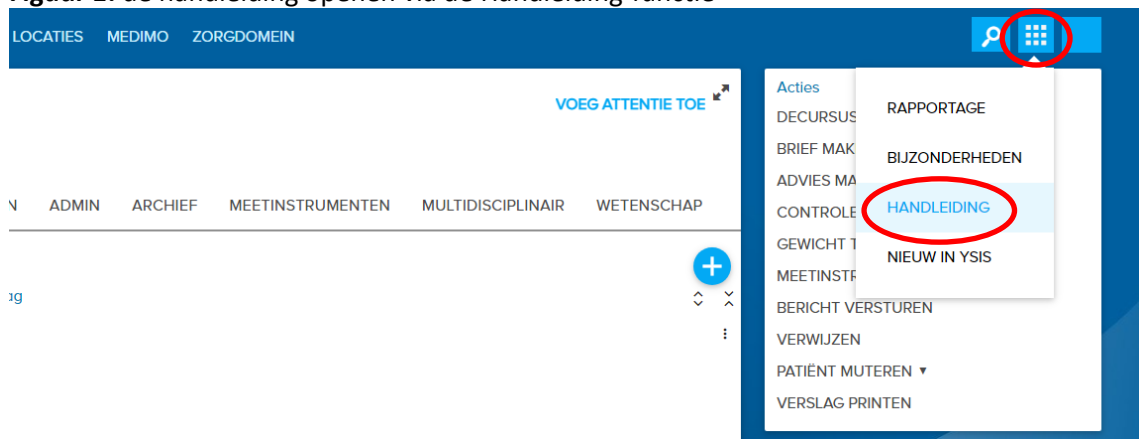 LOCATIES MEDIMO ZORGDOMEIN
VOEG ATTENTIE TOE
N ADMIN ARCHIEF MEETINSTRUMENTEN MULTIDISCIPLINAIR WETENSCHAP
ag
Acties
DECURSUS
BRIEF MAK
ADVIES MA
CONTROLE
GEWICHT T
MEETINSTR
BERICHT VERSTUREN
VERWIJZEN
PATIËNT MUTEREN ▼
VERSLAG PRINTEN
RAPPORTAGE
BIJZONDERHEDEN
HANDLEIDING
NIEUW IN YSIS